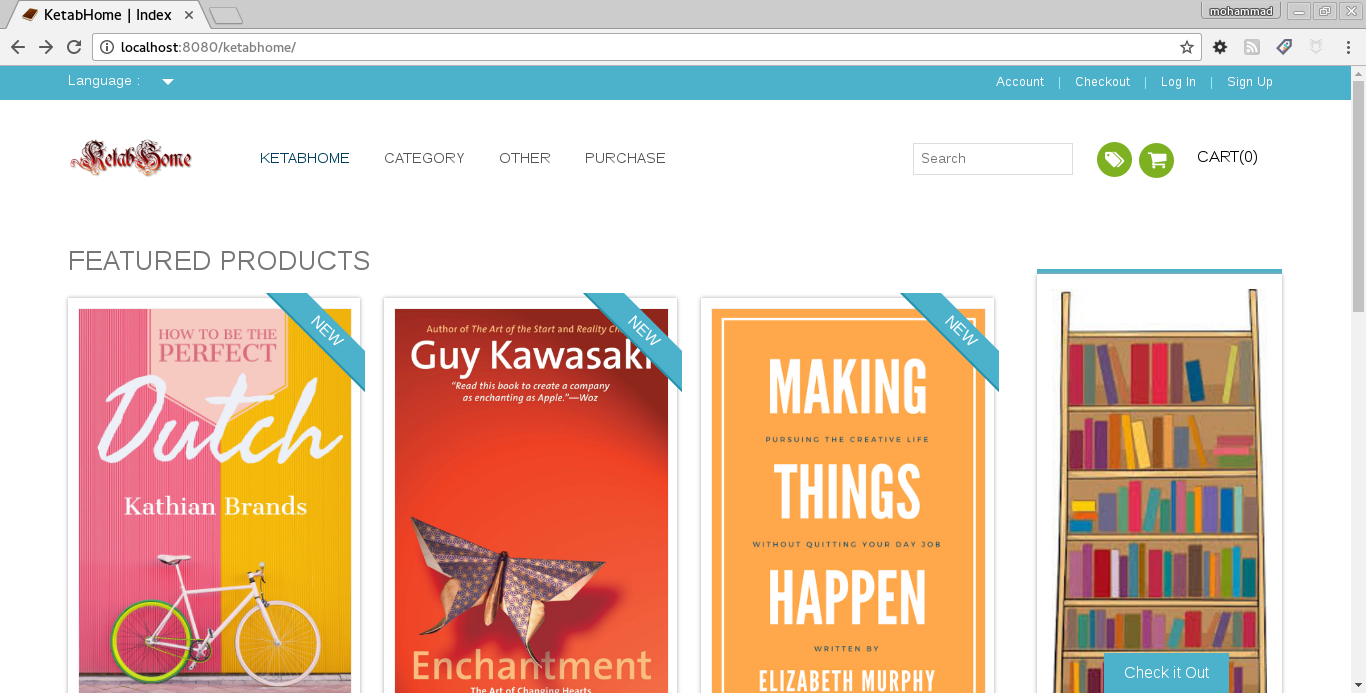 KetabHome | Index
mohammad
localhost:8080/ketabhome/
Language :
Account | Checkout | Log In | Sign Up
KetabHome
KETABHOME
CATEGORY
OTHER
PURCHASE
Search
CART(0)
FEATURED PRODUCTS
NEW
HOW TO BE THE
PERFECT
Dutch
Kathian Brands
NEW
Author of The Art of the Start and Reality Ch
Guy Kawasaki
“Read this book to create a company
as enchanting as Apple.”—Woz
Enchantment
The Art of Changing Hearts
NEW
MAKING
PURSUING THE CREATIVE LIFE
THINGS
WITHOUT QUITTING YOUR DAY JOB
HAPPEN
WRITTEN BY
ELIZABETH MURPHY
Check it Out